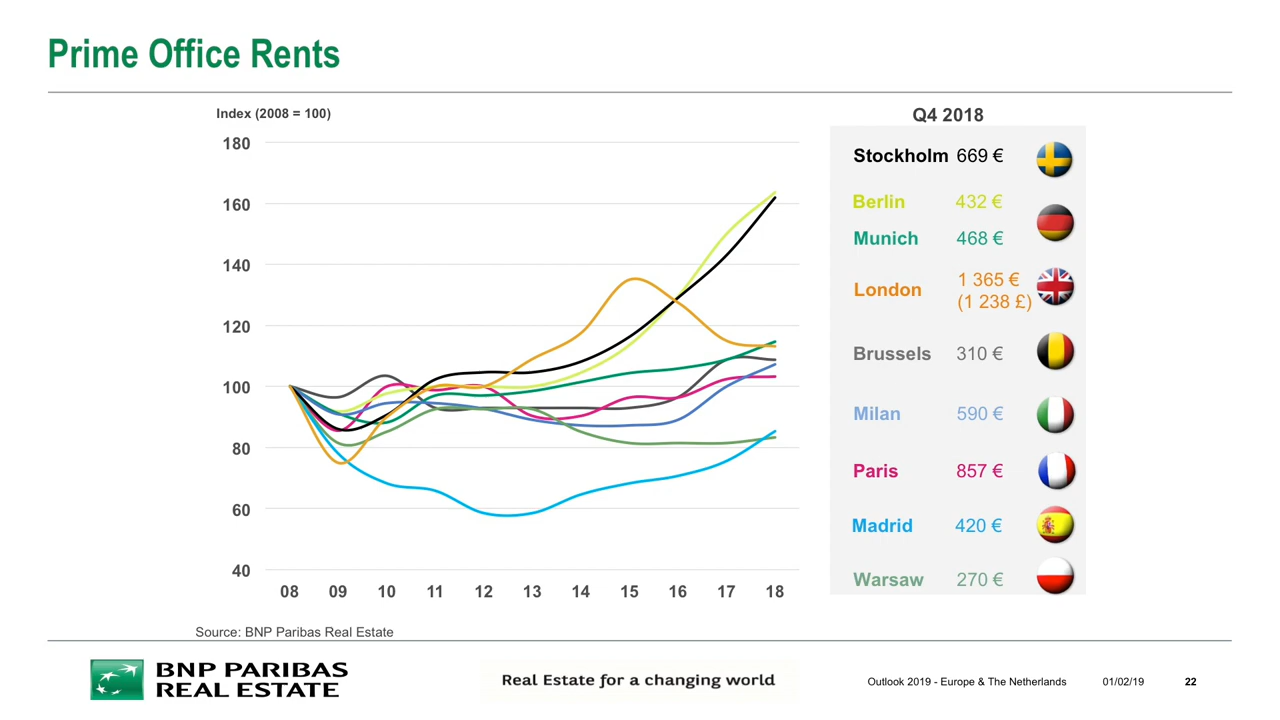 Prime Office Rents
Index (2008 = 100)
180
160
140
120
100
80
60
40
08 09 10 11 12 13 14 15 16 17 18
Q4 2018
Stockholm 669 €
Berlin 432 €
Munich 468 €
London 1 365 €
(1 238 £)
Brussels 310 €
Milan 590 €
Paris 857 €
Madrid 420 €
Warsaw 270 €
Source: BNP Paribas Real Estate
BNP PARIBAS
REAL ESTATE
Real Estate for a changing world
Outlook 2019 - Europe & The Netherlands 01/02/19 22